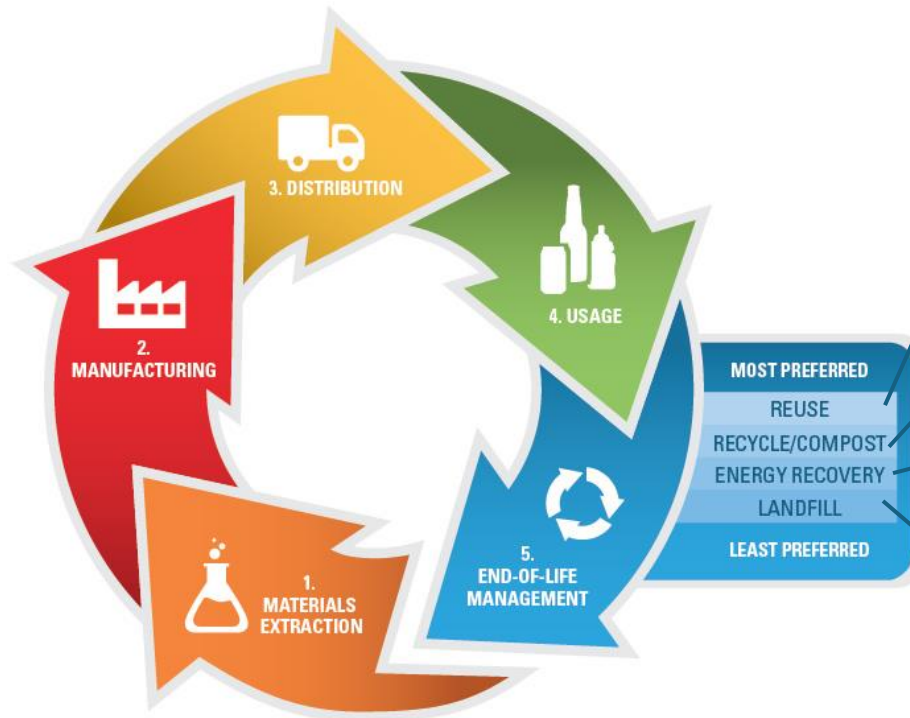 3. DISTRIBUTION
4. USAGE
2.
MANUFACTURING
1.
MATERIALS
EXTRACTION
5.
END-OF-LIFE
MANAGEMENT
MOST PREFERRED
REUSE
RECYCLE/COMPOST
ENERGY RECOVERY
LANDFILL
LEAST PREFERRED